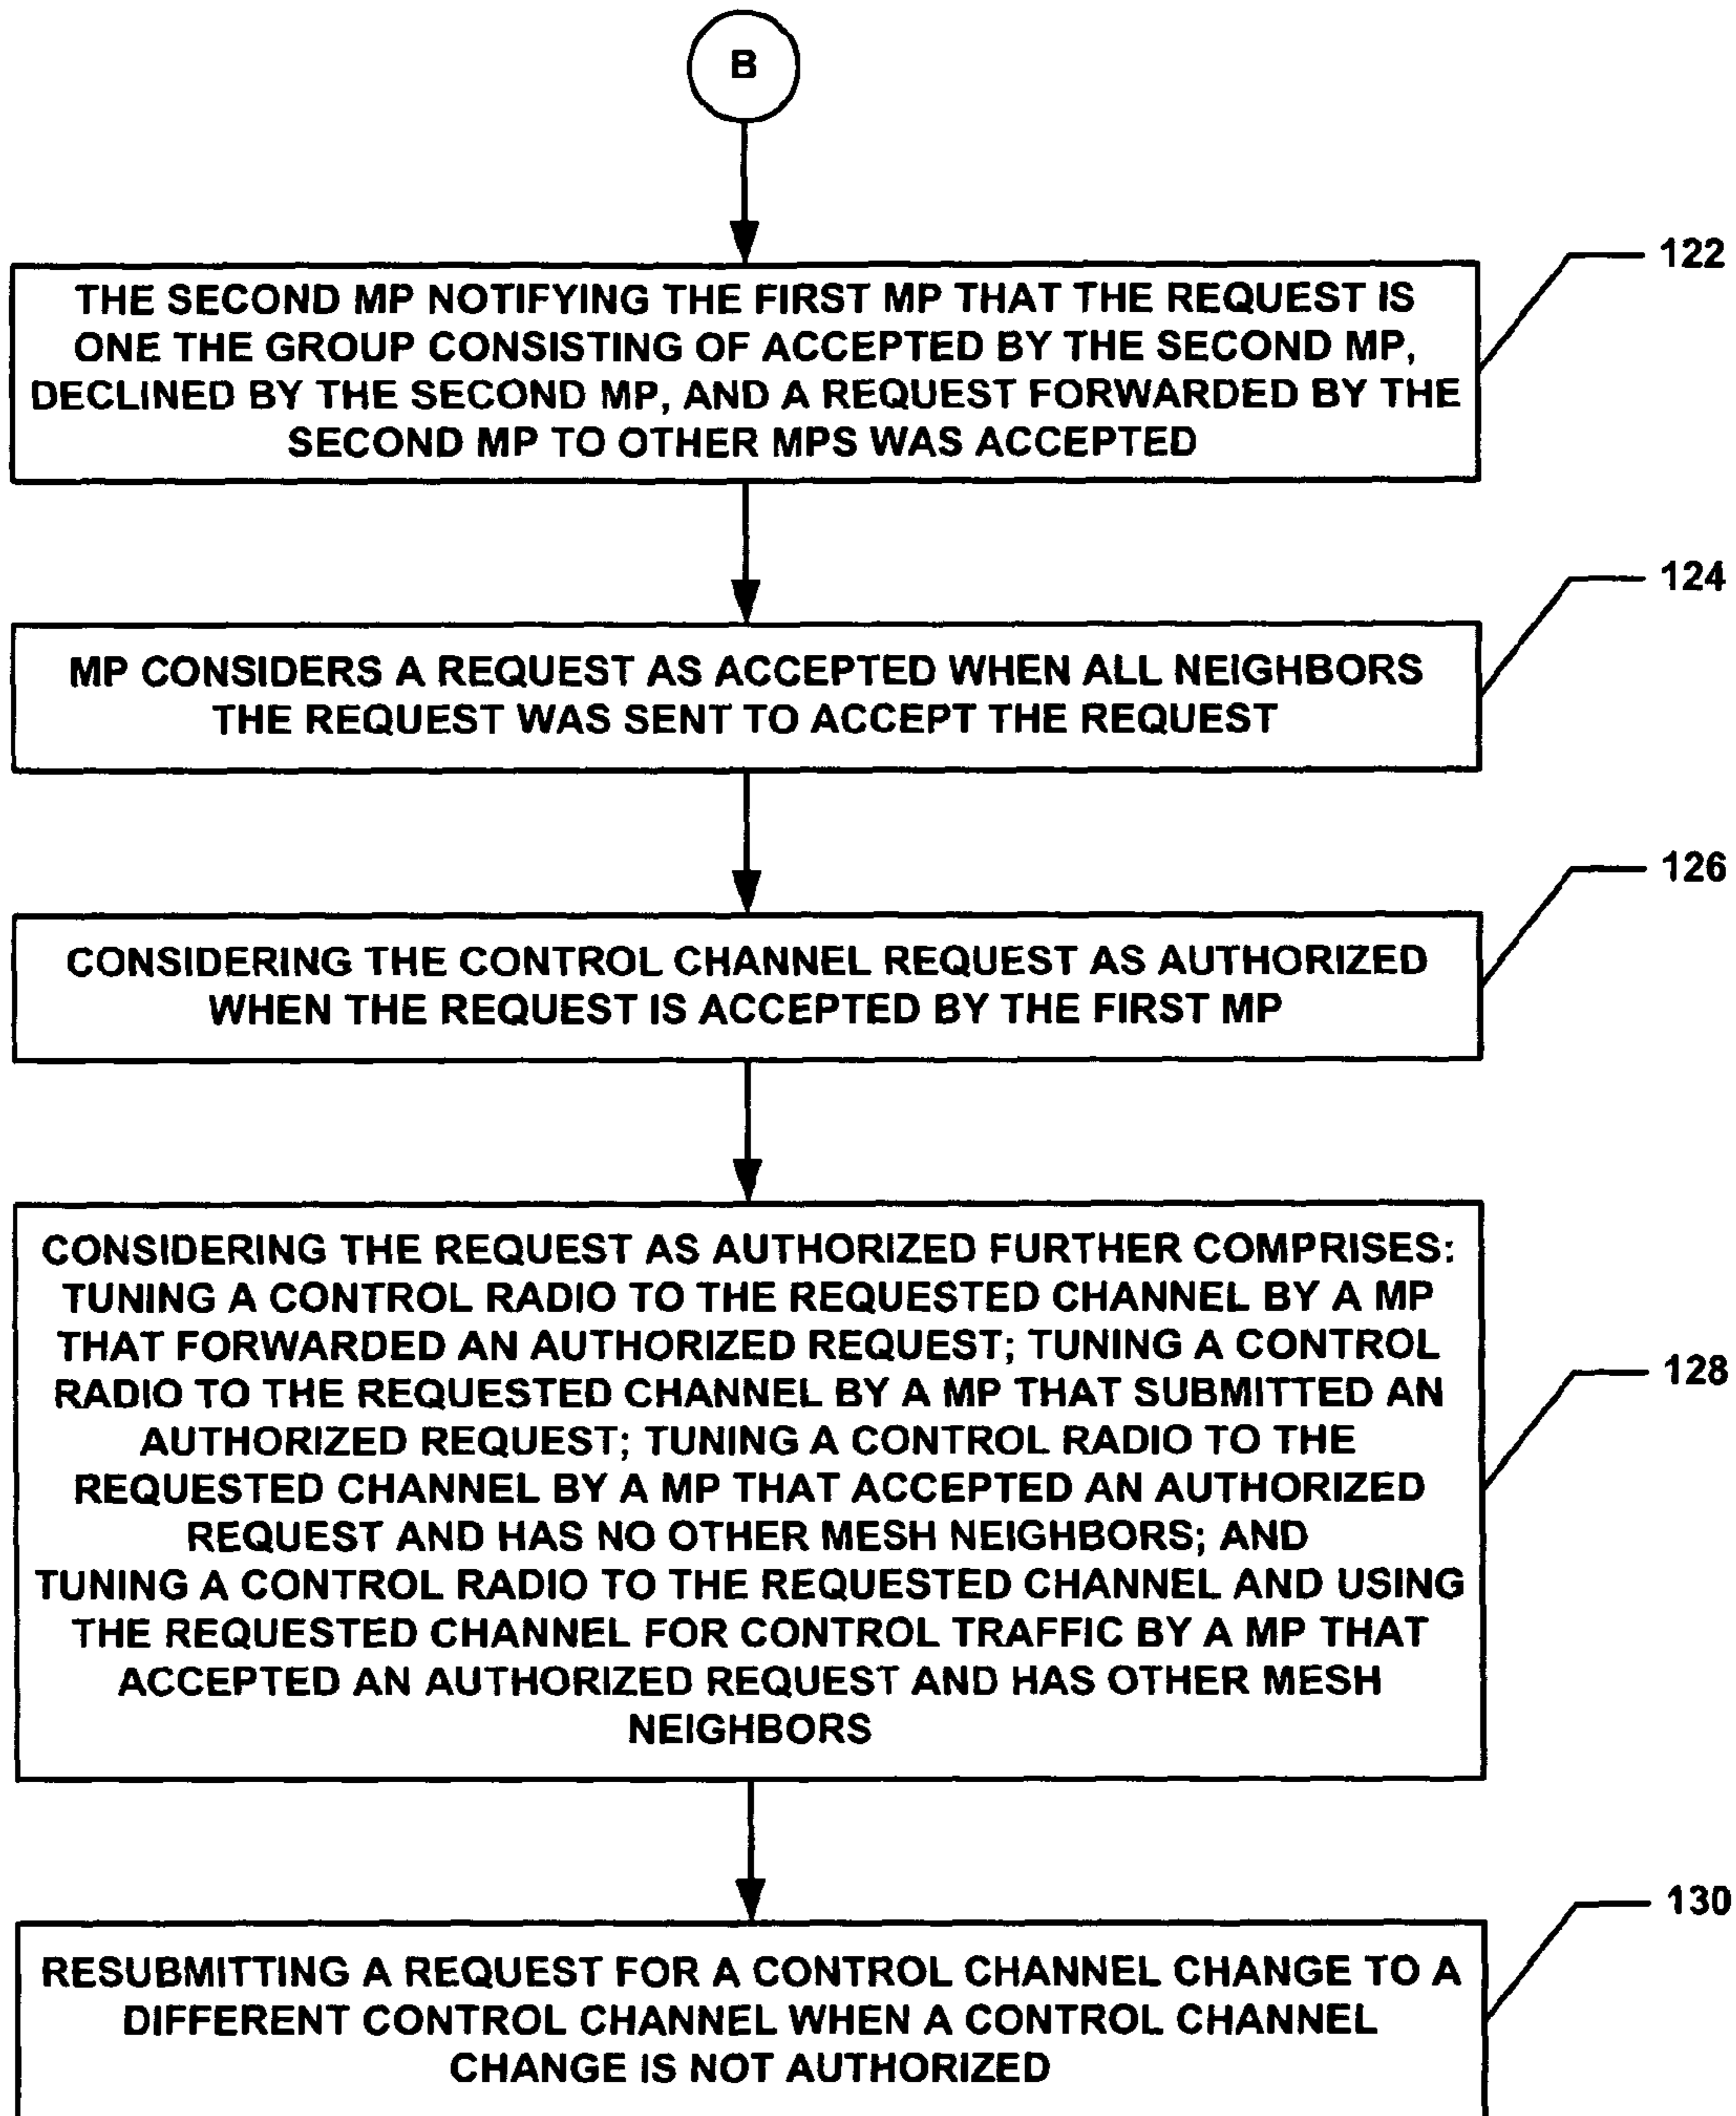 B
122
THE SECOND MP NOTIFYING THE FIRST MP THAT THE REQUEST IS
ONE THE GROUP CONSISTING OF ACCEPTED BY THE SECOND MP,
DECLINED BY THE SECOND MP, AND A REQUEST FORWARDED BY THE
SECOND MP TO OTHER MPS WAS ACCEPTED
124
MP CONSIDERS A REQUEST AS ACCEPTED WHEN ALL NEIGHBORS
THE REQUEST WAS SENT TO ACCEPT THE REQUEST
126
CONSIDERING THE CONTROL CHANNEL REQUEST AS AUTHORIZED
WHEN THE REQUEST IS ACCEPTED BY THE FIRST MP
128
CONSIDERING THE REQUEST AS AUTHORIZED FURTHER COMPRISES:
TUNING A CONTROL RADIO TO THE REQUESTED CHANNEL BY A MP
THAT FORWARDED AN AUTHORIZED REQUEST; TUNING A CONTROL
RADIO TO THE REQUESTED CHANNEL BY A MP THAT SUBMITTED AN
AUTHORIZED REQUEST; TUNING A CONTROL RADIO TO THE
REQUESTED CHANNEL BY A MP THAT ACCEPTED AN AUTHORIZED
REQUEST AND HAS NO OTHER MESH NEIGHBORS; AND
TUNING A CONTROL RADIO TO THE REQUESTED CHANNEL AND USING
THE REQUESTED CHANNEL FOR CONTROL TRAFFIC BY A MP THAT
ACCEPTED AN AUTHORIZED REQUEST AND HAS OTHER MESH
NEIGHBORS
130
RESUBMITTING A REQUEST FOR A CONTROL CHANNEL CHANGE TO A
DIFFERENT CONTROL CHANNEL WHEN A CONTROL CHANNEL
CHANGE IS NOT AUTHORIZED